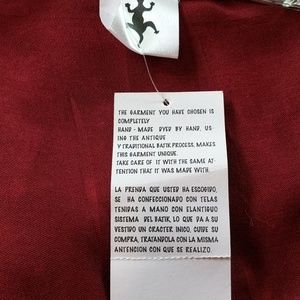 THE GARMENT YOU HAVE CHOSEN IS
COMPLETELY
HAND - MADE DYED BY HAND, US-
ING THE ANTIQUE
Y TRADITIONAL BATIK PROCESS, MAKES
THIS GARMENT UNIQUE.
TAKE CARE OF IT WITH THE SAME AT
TENTION THAT IT WAS MADE WITH.
LA PRENDA QUE USTED HA ESCOGIDO,
SE HA CONFECCIONADO CON TELAS
TENIDAS A MANO CON ELANTIGUO
SISTEMA DEL BATIK, LO QUE DA A SU
VESTIDO UN CRACTER INICO, CUIDE SU
COMPRA, TRATANDOLA CON LA MISMA
ANTENCION CON QUE SE REALIZO.